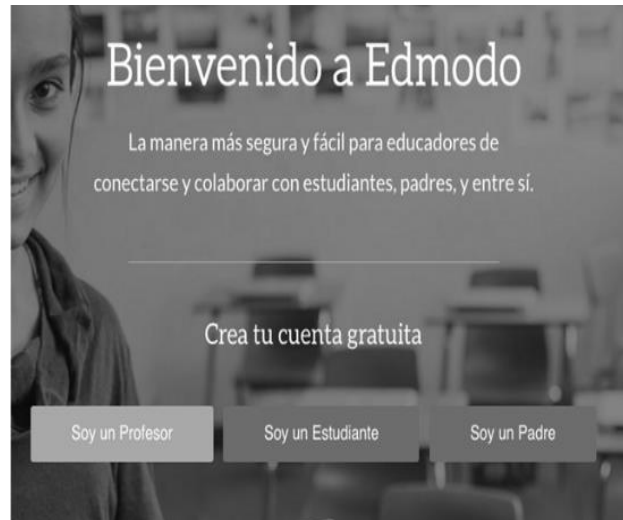 Bienvenido a Edmodo
La manera más segura y fácil para educadores de
conectarse y colaborar con estudiantes, padres, y entre sí.
Crea tu cuenta gratuita
Soy un Profesor
Soy un Estudiante
Soy un Padre